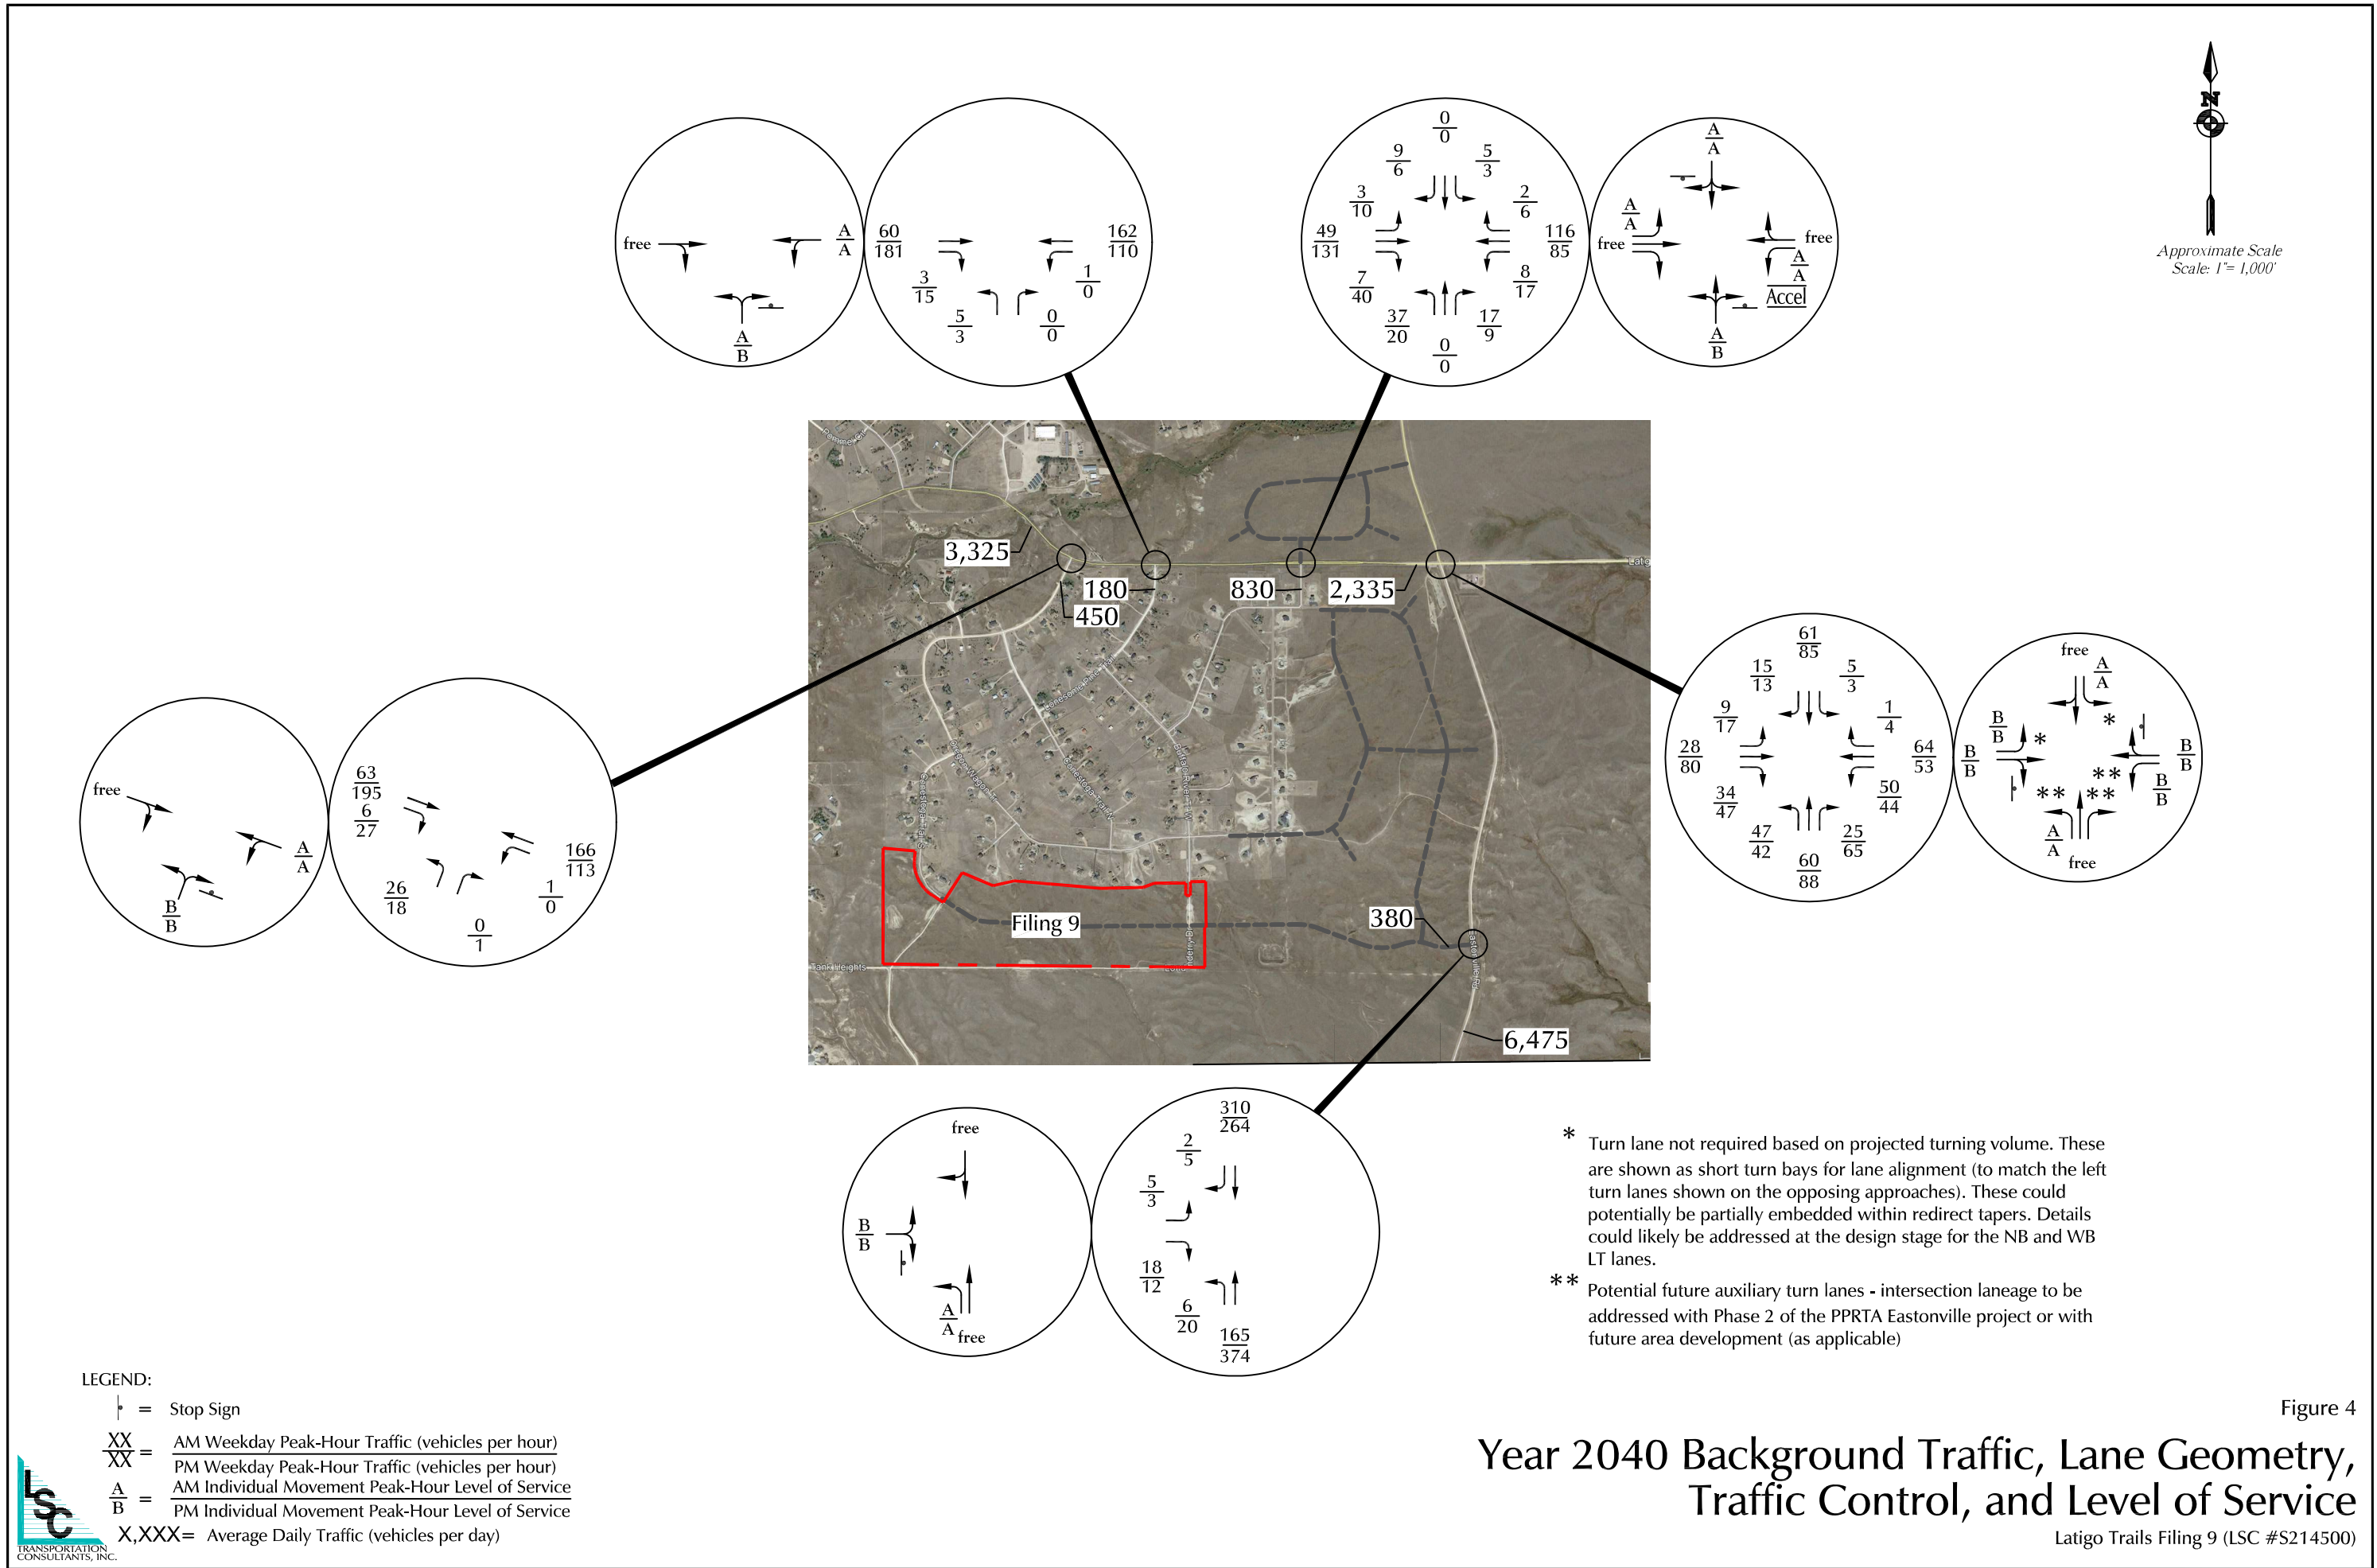 N
Approximate Scale
Scale: 1"= 1,000'
free
A
A
A
B
60
181
3
15
5
3
162
110
1
0
0
0
0
0
9
6
5
3
3
10
2
6
49
131
116
85
7
40
8
17
37
20
17
9
0
0
A
A
A
A
free
free
A
A
Accel
A
B
3,325
180
450
830
2,335
Latig
61
85
15
13
5
3
9
17
1
4
28
80
64
53
34
47
50
44
47
42
25
65
60
88
free
A
A
*
B
B
*
B
B
B
B
B
B
**
**
**
A
A
free
free
A
A
B
B
63
195
6
27
166
113
26
18
1
0
0
1
Filing 9
380
Tank Heights
Eastonville Rd
6,475
free
B
B
A
A
free
310
264
2
5
5
3
18
12
6
20
165
374
* Turn lane not required based on projected turning volume. These
are shown as short turn bays for lane alignment (to match the left
turn lanes shown on the opposing approaches). These could
potentially be partially embedded within redirect tapers. Details
could likely be addressed at the design stage for the NB and WB
LT lanes.
** Potential future auxiliary turn lanes - intersection laneage to be
addressed with Phase 2 of the PPRTA Eastonville project or with
future area development (as applicable)
LEGEND:
= Stop Sign
XX
XX
=
AM Weekday Peak-Hour Traffic (vehicles per hour)
PM Weekday Peak-Hour Traffic (vehicles per hour)
A
B
=
AM Individual Movement Peak-Hour Level of Service
PM Individual Movement Peak-Hour Level of Service
X,XXX= Average Daily Traffic (vehicles per day)
LSC
TRANSPORTATION
CONSULTANTS, INC.
Figure 4
Year 2040 Background Traffic, Lane Geometry,
Traffic Control, and Level of Service
Latigo Trails Filing 9 (LSC #S214500)